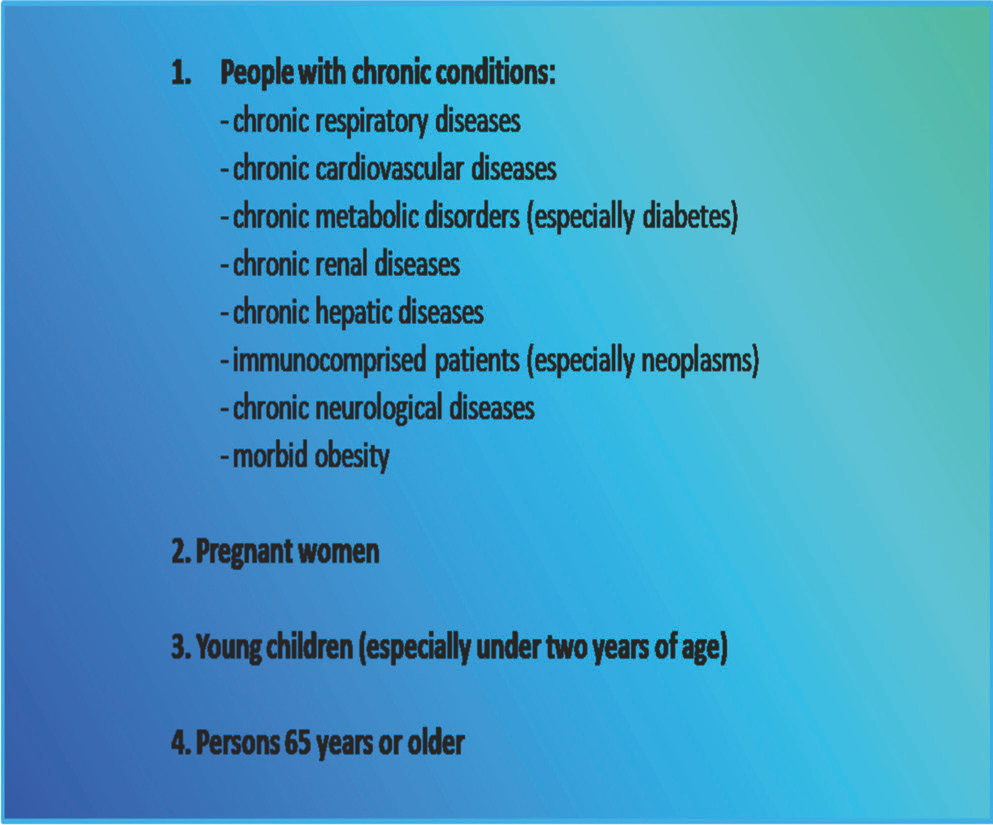 1. People with chronic conditions:
- chronic respiratory diseases
- chronic cardiovascular diseases
- chronic metabolic disorders (especially diabetes)
- chronic renal diseases
- chronic hepatic diseases
- immunocomprised patients (especially neoplasms)
- chronic neurological diseases
- morbid obesity
2. Pregnant women
3. Young children (especially under two years of age)
4. Persons 65 years or older